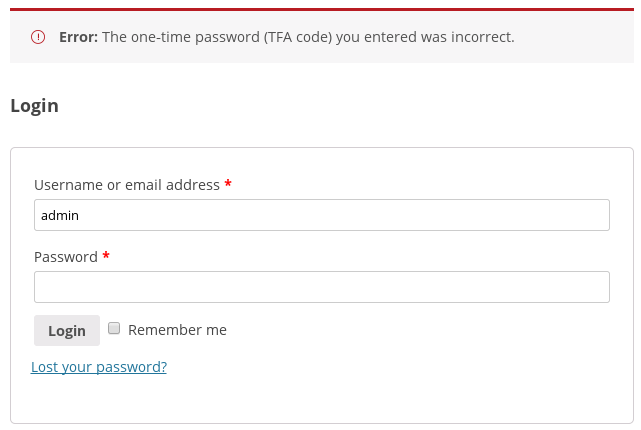 Error: The one-time password (TFA code) you entered was incorrect.
Login
Username or email address *
admin
Password *
Login Remember me
Lost your password?